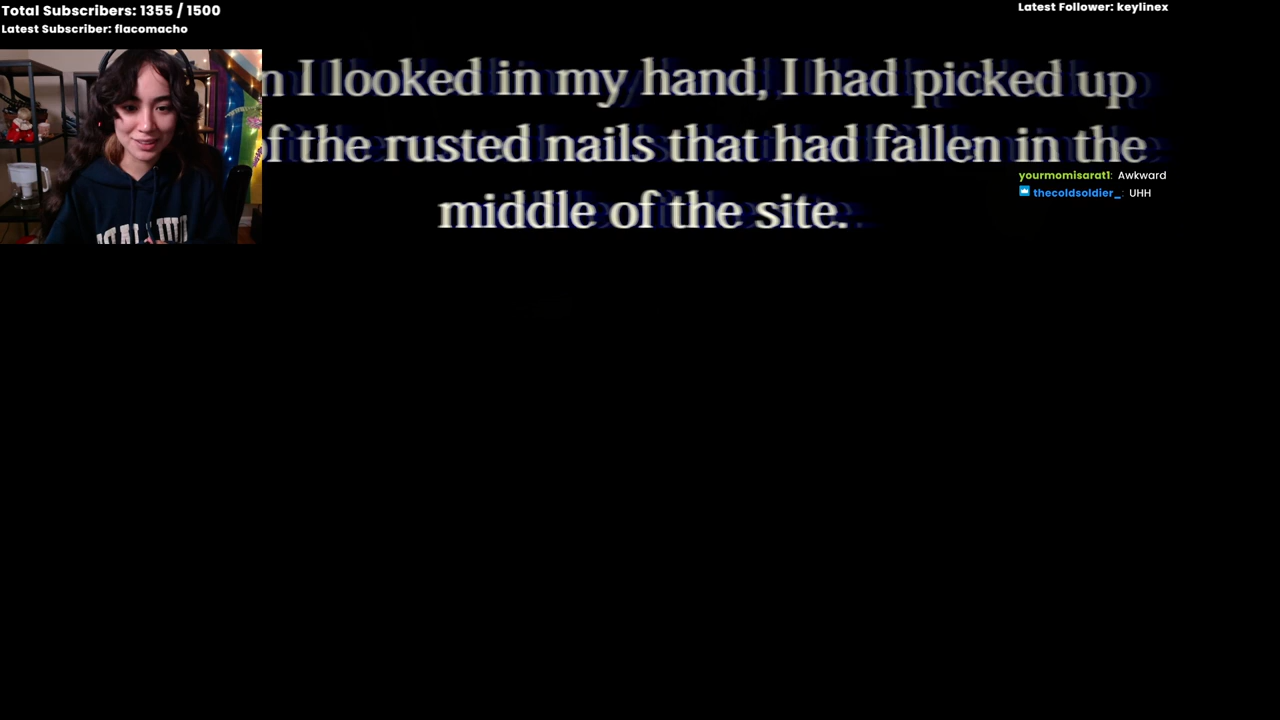 Total Subscribers: 1355 / 1500
Latest Subscriber: flacomacho
Latest Follower: keylinex
I looked in my hand, I had picked up
the rusted nails that had fallen in the
middle of the site.
yourmomisarat1: Awkward
thecoldsoldier_: UHH